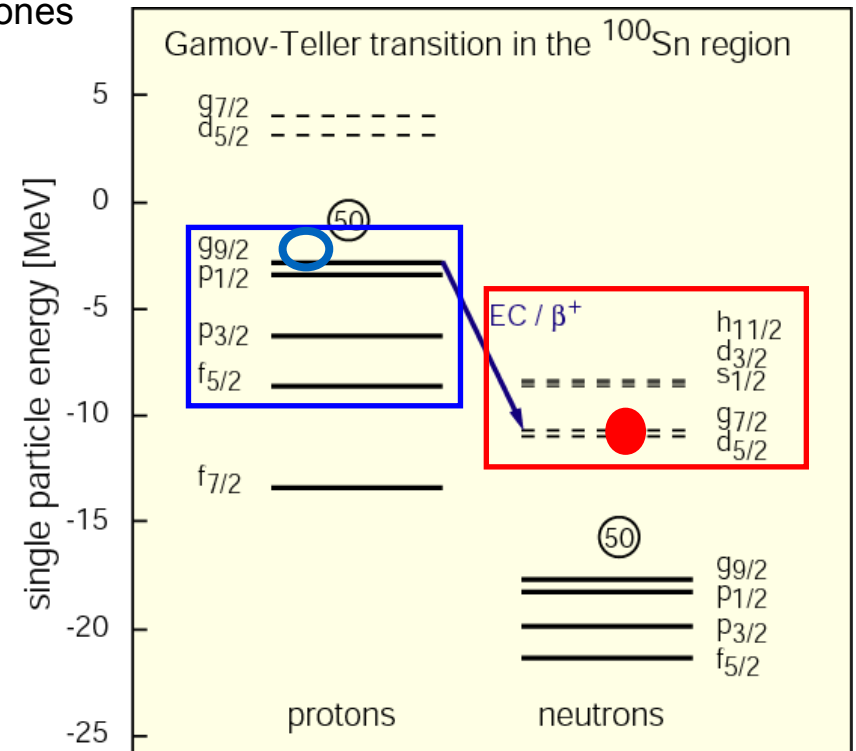 ones
Gamov-Teller transition in the 100Sn region
single particle energy [MeV]
5
0
-5
-10
-15
-20
-25
g7/2
d5/2
50
g9/2
p1/2
p3/2
f5/2
f7/2
EC / β+
h11/2
d3/2
s1/2
g7/2
d5/2
50
g9/2
p1/2
p3/2
f5/2
protons neutrons